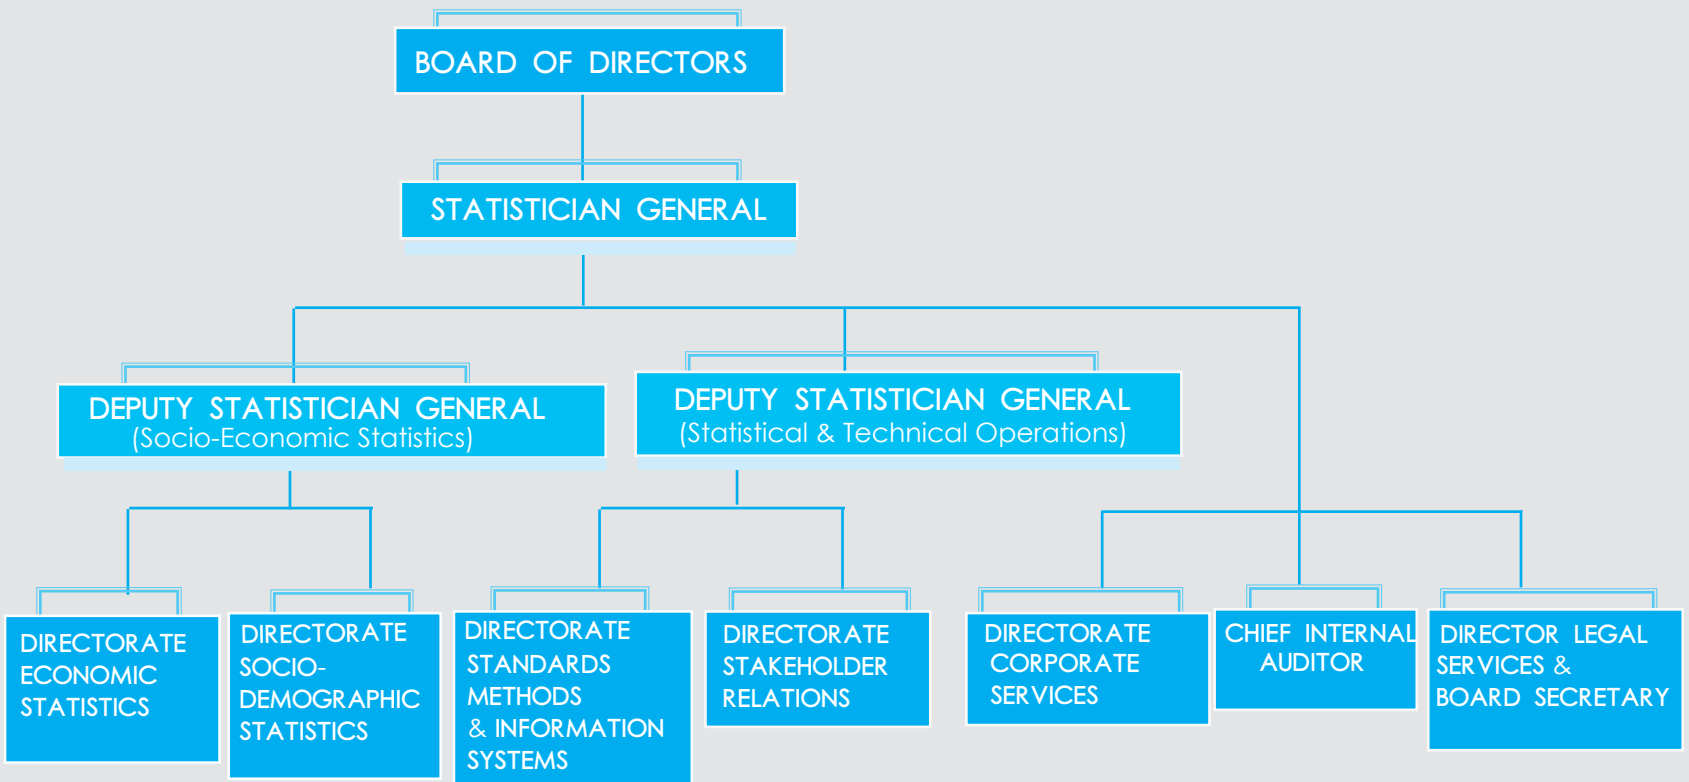 BOARD OF DIRECTORS
STATISTICIAN GENERAL
DEPUTY STATISTICIAN GENERAL
(Socio-Economic Statistics)
DEPUTY STATISTICIAN GENERAL
(Statistical & Technical Operations)
DIRECTORATE
ECONOMIC
STATISTICS
DIRECTORATE
SOCIO-
DEMOGRAPHIC
STATISTICS
DIRECTORATE
STANDARDS
METHODS
& INFORMATION
SYSTEMS
DIRECTORATE
STAKEHOLDER
RELATIONS
DIRECTORATE
CORPORATE
SERVICES
CHIEF INTERNAL
AUDITOR
DIRECTOR LEGAL
SERVICES &
BOARD SECRETARY